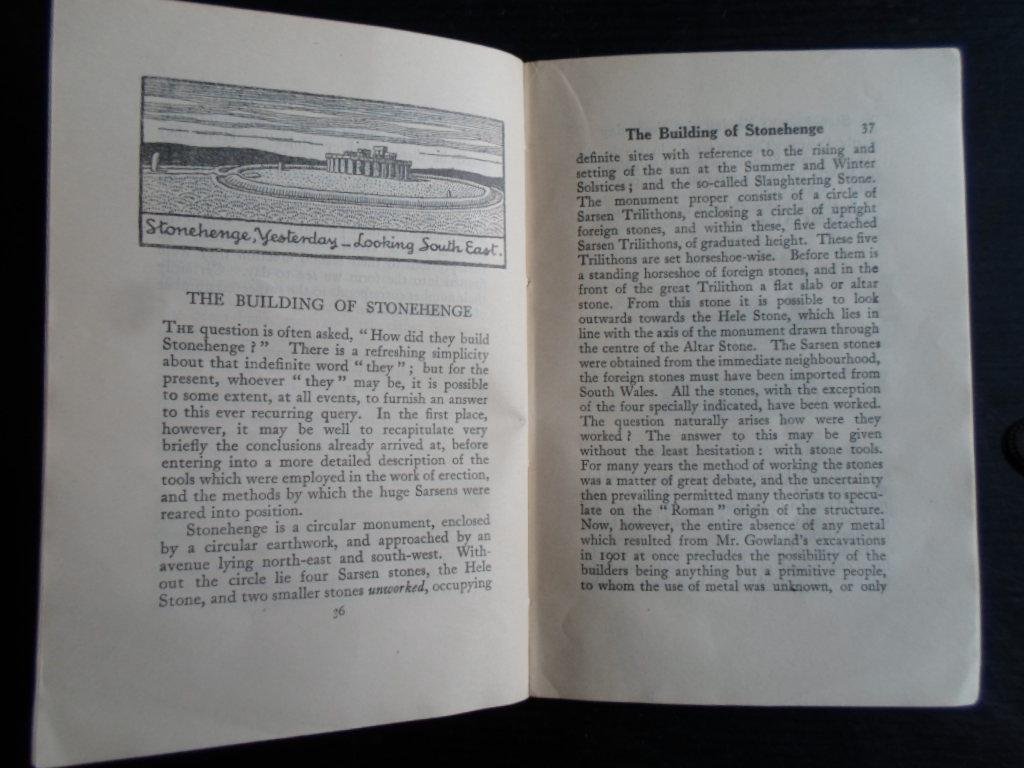 Stonehenge, Yesterday – Looking South East.
THE BUILDING OF STONEHENGE
THE question is often asked, "How did they build
Stonehenge?" There is a refreshing simplicity
about that indefinite word "they"; but for the
present, whoever "they" may be, it is possible
to some extent, at all events, to furnish an answer
to this ever recurring query. In the first place,
however, it may be well to recapitulate very
briefly the conclusions already arrived at, before
entering into a more detailed description of the
tools which were employed in the work of erection,
and the methods by which the huge Sarsens were
reared into position.
Stonehenge is a circular monument, enclosed
by a circular earthwork, and approached by an
avenue lying north-east and south-west. With-
out the circle lie four Sarsen stones, the Hele
Stone, and two smaller stones unworked, occupying
36
The Building of Stonehenge 37
definite sites with reference to the rising and
setting of the sun at the Summer and Winter
Solstices; and the so-called Slaughtering Stone.
The monument proper consists of a circle of
Sarsen Trilithons, enclosing a circle of upright
foreign stones, and within these, five detached
Sarsen Trilithons, of graduated height. These five
Trilithons are set horseshoe-wise. Before them is
a standing horseshoe of foreign stones, and in the
front of the great Trilithon a flat slab or altar
stone. From this stone it is possible to look
outwards towards the Hele Stone, which lies in
line with the axis of the monument drawn through
the centre of the Altar Stone. The Sarsen stones
were obtained from the immediate neighbourhood,
the foreign stones must have been imported from
South Wales. All the stones, with the exception
of the four specially indicated, have been worked.
The question naturally arises how were they
worked? The answer to this may be given
without the least hesitation: with stone tools.
For many years the method of working the stones
was a matter of great debate, and the uncertainty
then prevailing permitted many theorists to specu-
late on the "Roman" origin of the structure.
Now, however, the entire absence of any metal
which resulted from Mr. Gowland's excavations
in 1901 at once precludes the possibility of the
builders being anything but a primitive people,
to whom the use of metal was unknown, or only